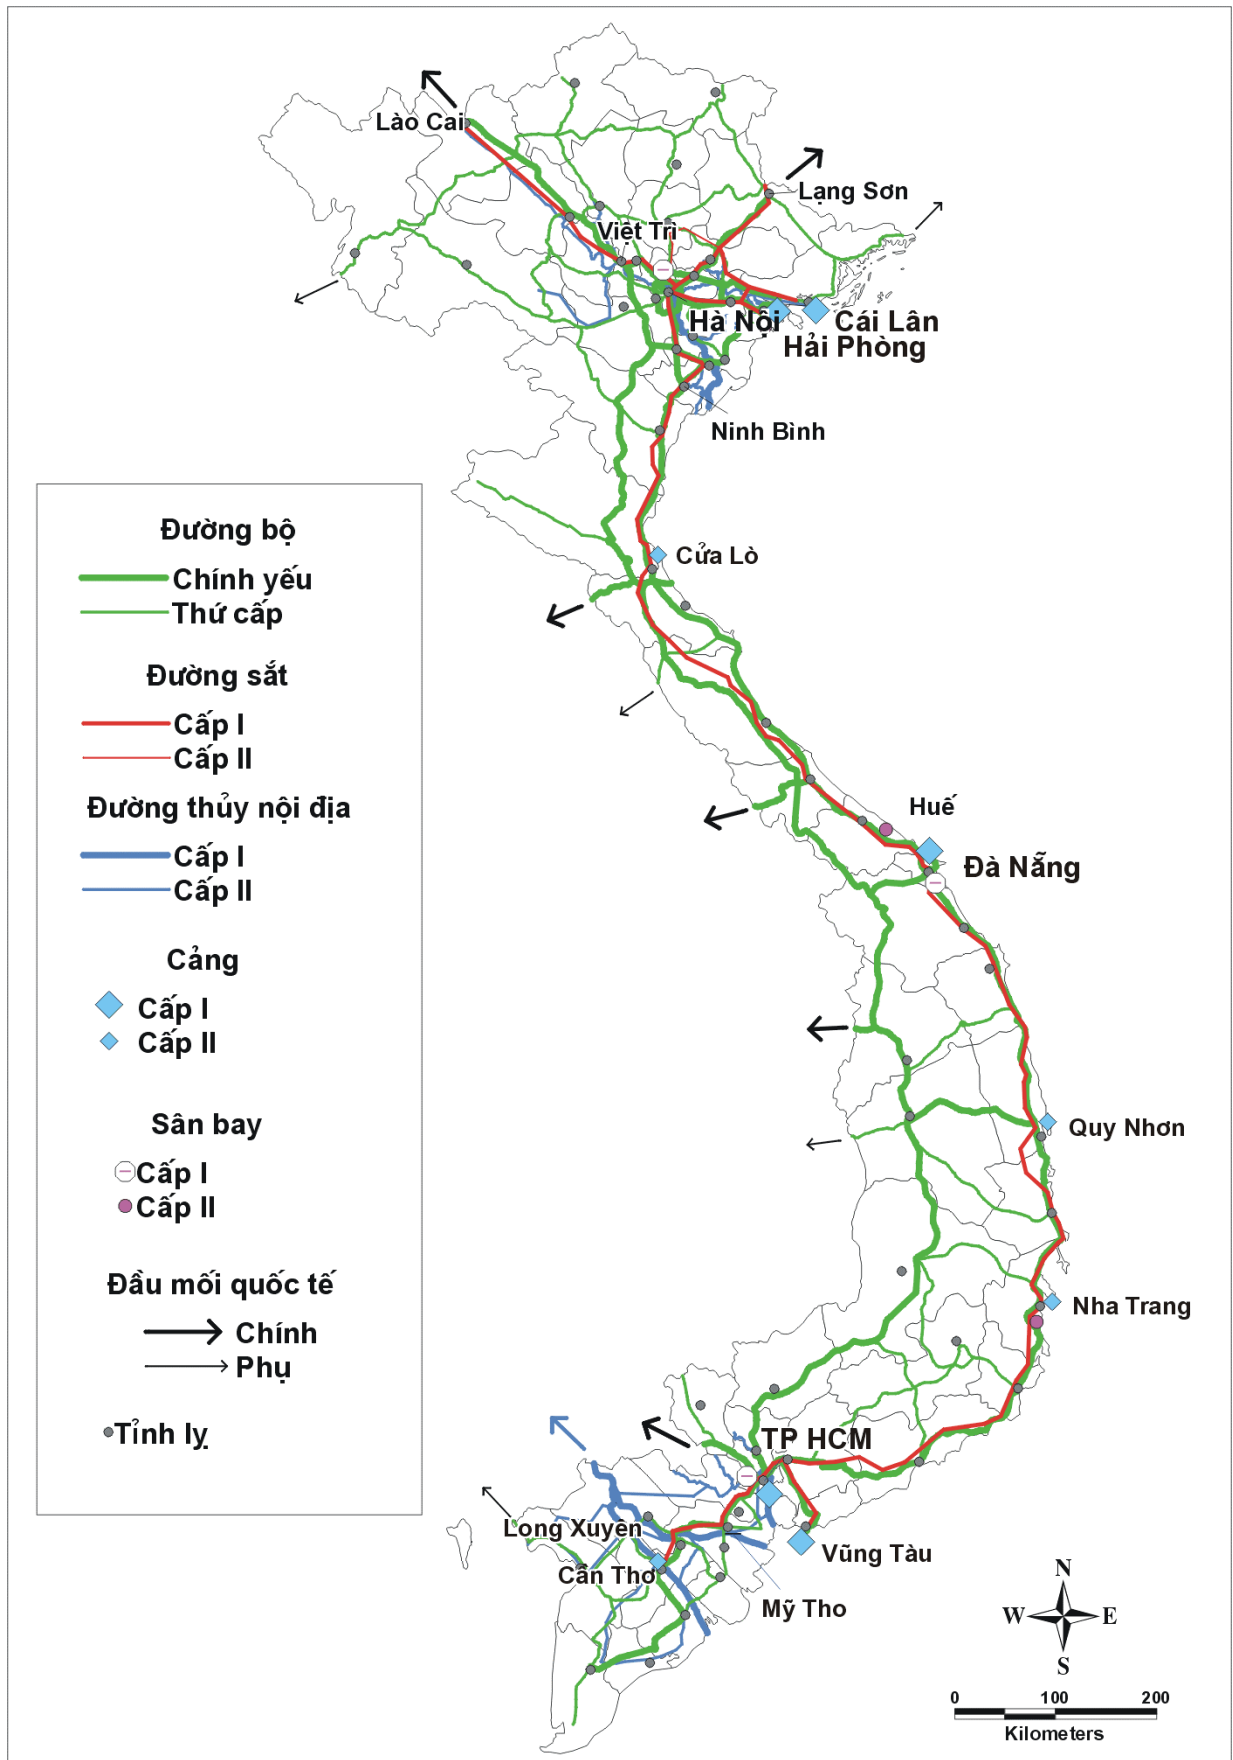 Lào Cai
Lạng Sơn
Việt Trì
Hà Nội
Cái Lân
Hải Phòng
Ninh Bình
Đường bộ
Chính yếu
Thứ cấp
Cửa Lò
Đường sắt
Cấp I
Cấp II
Đường thủy nội địa
Cấp I
Cấp II
Huế
Đà Nẵng
Cảng
Cấp I
Cấp II
Sân bay
Cấp I
Cấp II
Quy Nhơn
Đầu mối quốc tế
Chính
Phụ
Nha Trang
Tỉnh lỵ
TP HCM
Long Xuyên
Vũng Tàu
Cần Thơ
Mỹ Tho
N
W E
S
0 100 200
Kilometers